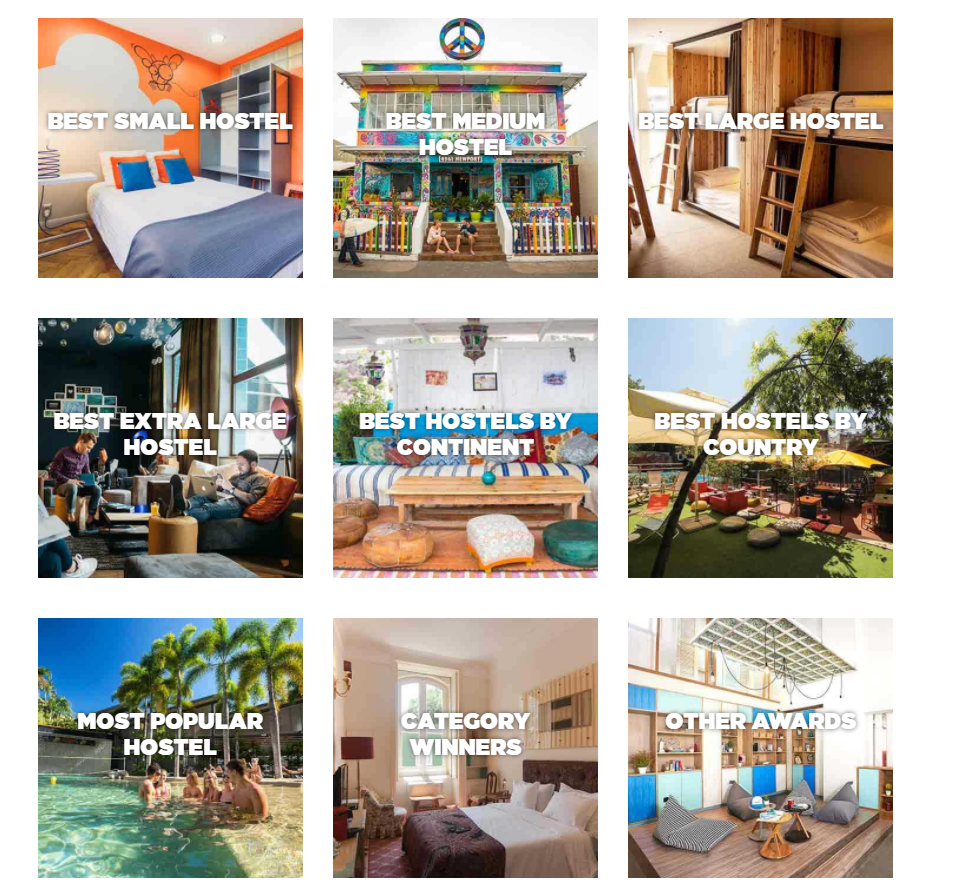 BEST SMALL HOSTEL
BEST MEDIUM
HOSTEL
BEST LARGE HOSTEL
BEST EXTRA LARGE
HOSTEL
BEST HOSTELS BY
CONTINENT
BEST HOSTELS BY
COUNTRY
MOST POPULAR
HOSTEL
CATEGORY
WINNERS
OTHER AWARDS